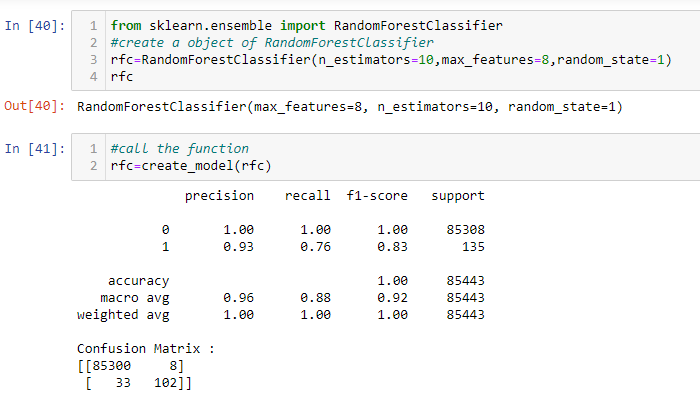 In [40]:
1 from sklearn.ensemble import RandomForestClassifier
2 #create a object of RandomForestClassifier
3 rfc=RandomForestClassifier(n_estimators=10,max_features=8,random_state=1)
4 rfc
Out[40]: RandomForestClassifier(max_features=8, n_estimators=10, random_state=1)
In [41]:
1 #call the function
2 rfc=create_model(rfc)
precision recall f1-score support
0 1.00 1.00 1.00 85308
1 0.93 0.76 0.83 135
accuracy 1.00 85443
macro avg 0.96 0.88 0.92 85443
weighted avg 1.00 1.00 1.00 85443
Confusion Matrix :
[[85300 8]
[ 33 102]]